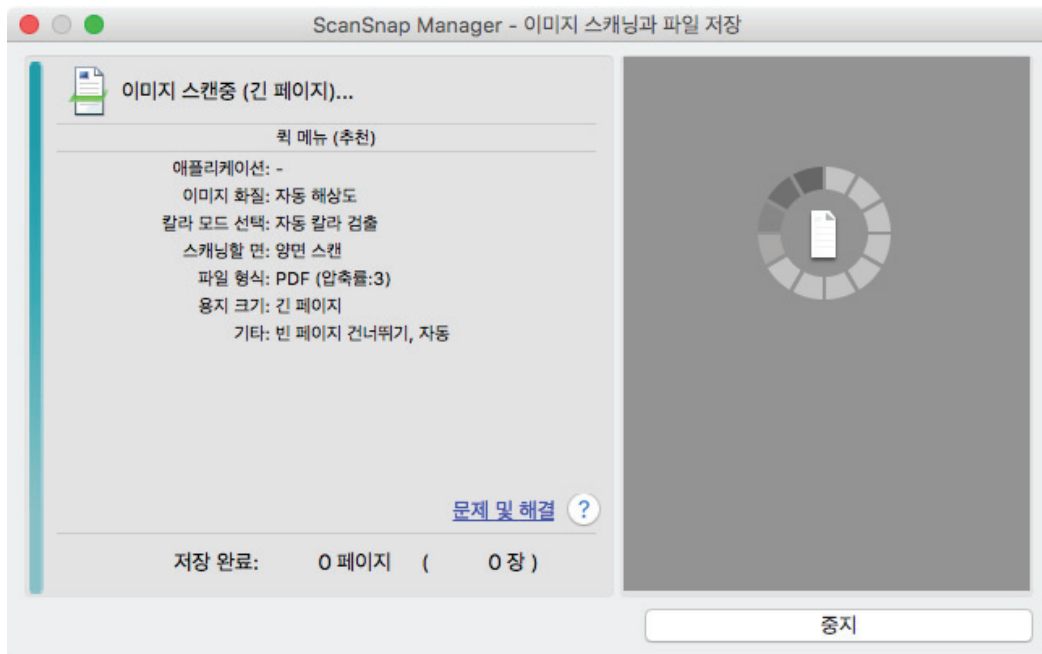 ScanSnap Manager - 이미지 스캐닝과 파일 저장
이미지 스캔중 (긴 페이지)...
퀵 메뉴 (추천)
애플리케이션: -
이미지 화질: 자동 해상도
칼라 모드 선택: 자동 칼라 검출
스캐닝할 면: 양면 스캔
파일 형식: PDF (압축률:3)
용지 크기: 긴 페이지
기타: 빈 페이지 건너뛰기, 자동
문제 및 해결 ?
저장 완료: 0 페이지 ( 0 장 )
중지